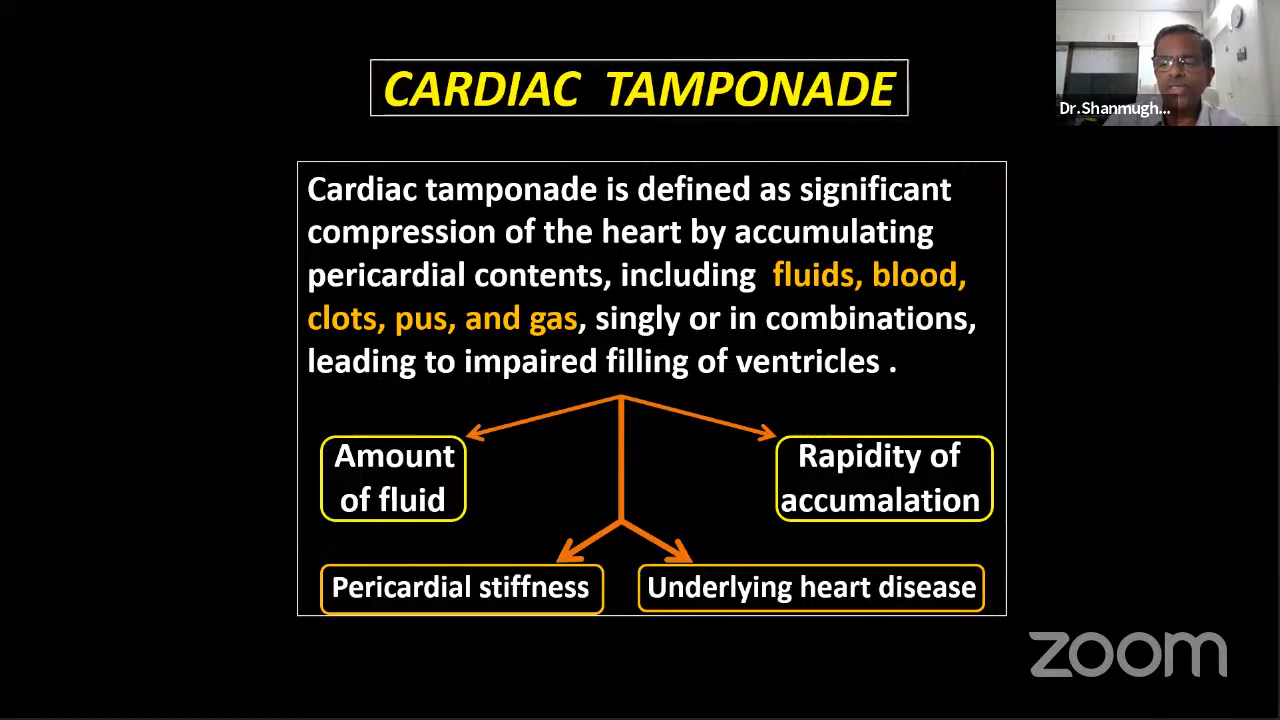 CARDIAC TAMPONADE
Dr.Shanmugh...
Cardiac tamponade is defined as significant
compression of the heart by accumulating
pericardial contents, including fluids, blood,
clots, pus, and gas, singly or in combinations,
leading to impaired filling of ventricles .
Amount
of fluid
Rapidity of
accumalation
Pericardial stiffness
Underlying heart disease
zoom